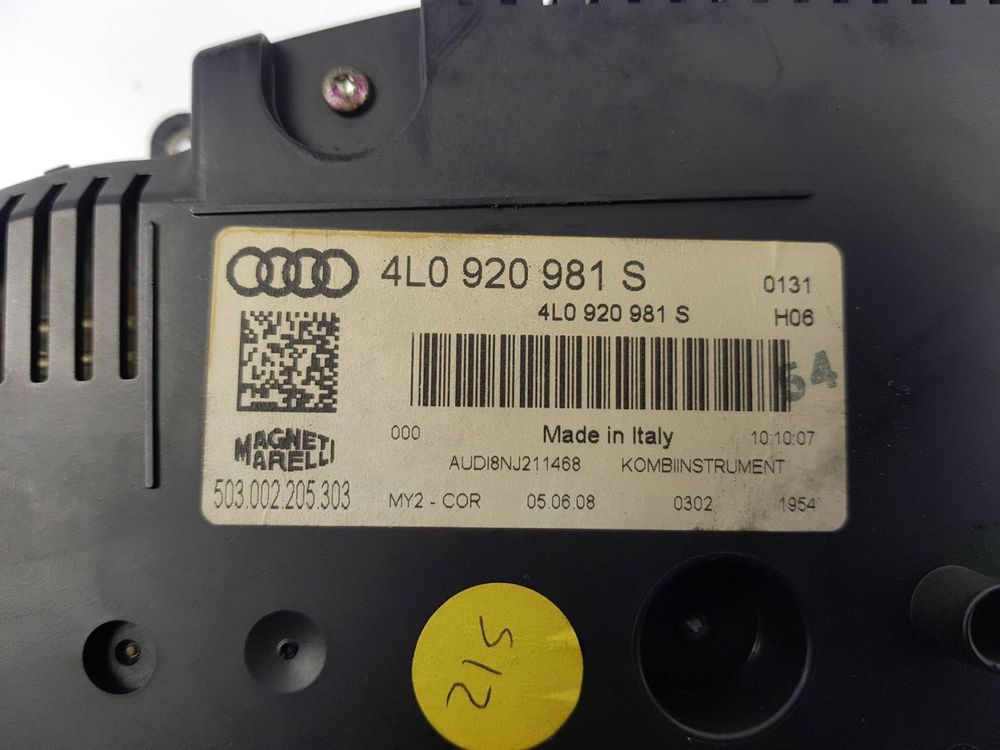 4L0 920 981 S 0131
4L0 920 981 S H06
54
000 Made in Italy 10:10:07
MAGNETI MARELLI
AUDI8NJ211468 KOMBIINSTRUMENT
503.002.205.303 MY2 - COR 05.06.08 0302 1954